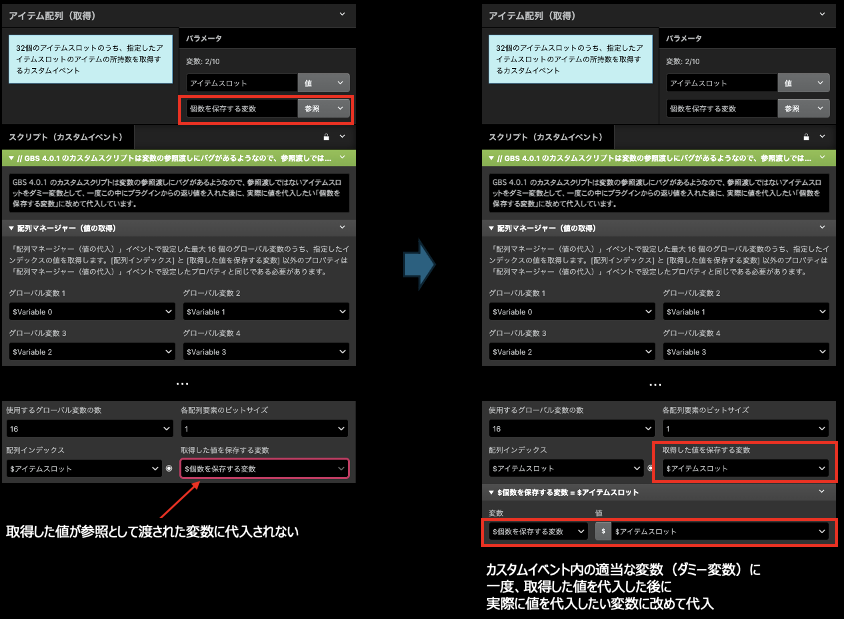 アイテム配列（取得）
32個のアイテムスロットのうち、指定したア
イテムスロットのアイテムの所持数を取得す
るカスタムイベント
パラメータ
変数: 2/10
アイテムスロット
値
個数を保存する変数
参照
スクリプト（カスタムイベント）
▼ // GBS 4.0.1 のカスタムスクリプトは変数の参照渡しにバグがあるようなので、参照渡しでは...
GBS 4.0.1 のカスタムスクリプトは変数の参照渡しにバグがあるようなので、参照渡しではないアイテムスロ
ットをダミー変数として、一度この中にプラグインからの返り値を入れた後に、実際に値を代入したい「個数を
保存する変数」に改めて代入しています。
▼ 配列マネージャー（値の取得）
「配列マネージャー（値の代入）」イベントで設定した最大 16 個のグローバル変数のうち、指定したイ
ンデックスの値を取得します。[配列インデックス] と [取得した値を保存する変数] 以外のプロパティは
「配列マネージャー（値の代入）」イベントで設定したプロパティと同じである必要があります。
グローバル変数 1
グローバル変数 2
$Variable 0
$Variable 1
グローバル変数 3
グローバル変数 4
$Variable 2
$Variable 3
...
使用するグローバル変数の数
各配列要素のビットサイズ
16
1
配列インデックス
取得した値を保存する変数
$アイテムスロット
$個数を保存する変数
取得した値が参照として渡された変数に代入されない
アイテム配列（取得）
32個のアイテムスロットのうち、指定したア
イテムスロットのアイテムの所持数を取得す
るカスタムイベント
パラメータ
変数: 2/10
アイテムスロット
値
個数を保存する変数
参照
スクリプト（カスタムイベント）
▼ // GBS 4.0.1 のカスタムスクリプトは変数の参照渡しにバグがあるようなので、参照渡しでは...
GBS 4.0.1 のカスタムスクリプトは変数の参照渡しにバグがあるようなので、参照渡しではないアイテムスロ
ットをダミー変数として、一度この中にプラグインからの返り値を入れた後に、実際に値を代入したい「個数を
保存する変数」に改めて代入しています。
▼ 配列マネージャー（値の取得）
「配列マネージャー（値の代入）」イベントで設定した最大 16 個のグローバル変数のうち、指定したイ
ンデックスの値を取得します。[配列インデックス] と [取得した値を保存する変数] 以外のプロパティは
「配列マネージャー（値の代入）」イベントで設定したプロパティと同じである必要があります。
グローバル変数 1
グローバル変数 2
$Variable 0
$Variable 1
グローバル変数 3
グローバル変数 4
$Variable 2
$Variable 3
...
使用するグローバル変数の数
各配列要素のビットサイズ
16
1
配列インデックス
取得した値を保存する変数
$アイテムスロット
$アイテムスロット
▼ $個数を保存する変数 = $アイテムスロット
変数
値
$個数を保存する変数
$
$アイテムスロット
カスタムイベント内の適当な変数（ダミー変数）に
一度、取得した値を代入した後に
実際に値を代入したい変数に改めて代入